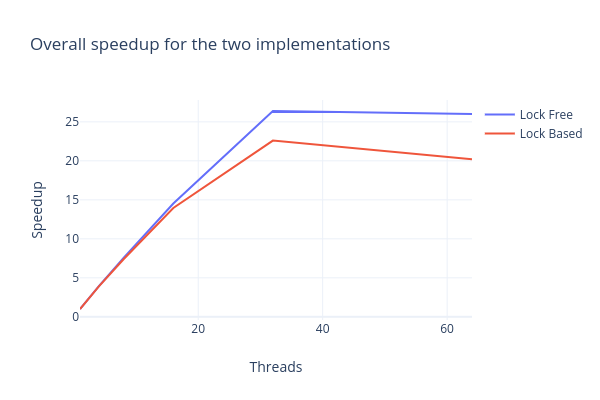 Overall speedup for the two implementations
Lock Free
Lock Based
25
20
15
10
5
0
Speedup
20
40
60
Threads